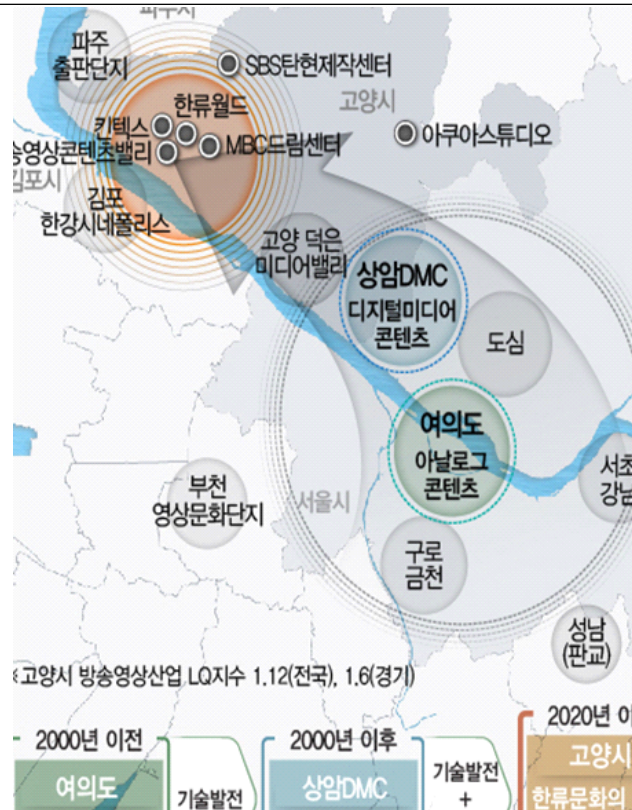 파주시
파주
출판단지
SBS탄현제작센터
한류월드
고양시
킨텍스
아쿠아스튜디오
MBC드림센터
송영상콘텐츠밸리
김포시
김포
한강시네폴리스
고양 덕은
미디어밸리
상암DMC
디지털미디어
콘텐츠
도심
여의도
아날로그
콘텐츠
서초
강남
부천
영상문화단지
서울시
구로
금천
성남
(판교)
※고양시 방송영상산업 LQ지수 1.12(전국), 1.6(경기)
2000년 이전
2000년 이후
2020년 이
여의도
기술발전
상암DMC
기술발전
+
고양시
한류문화의